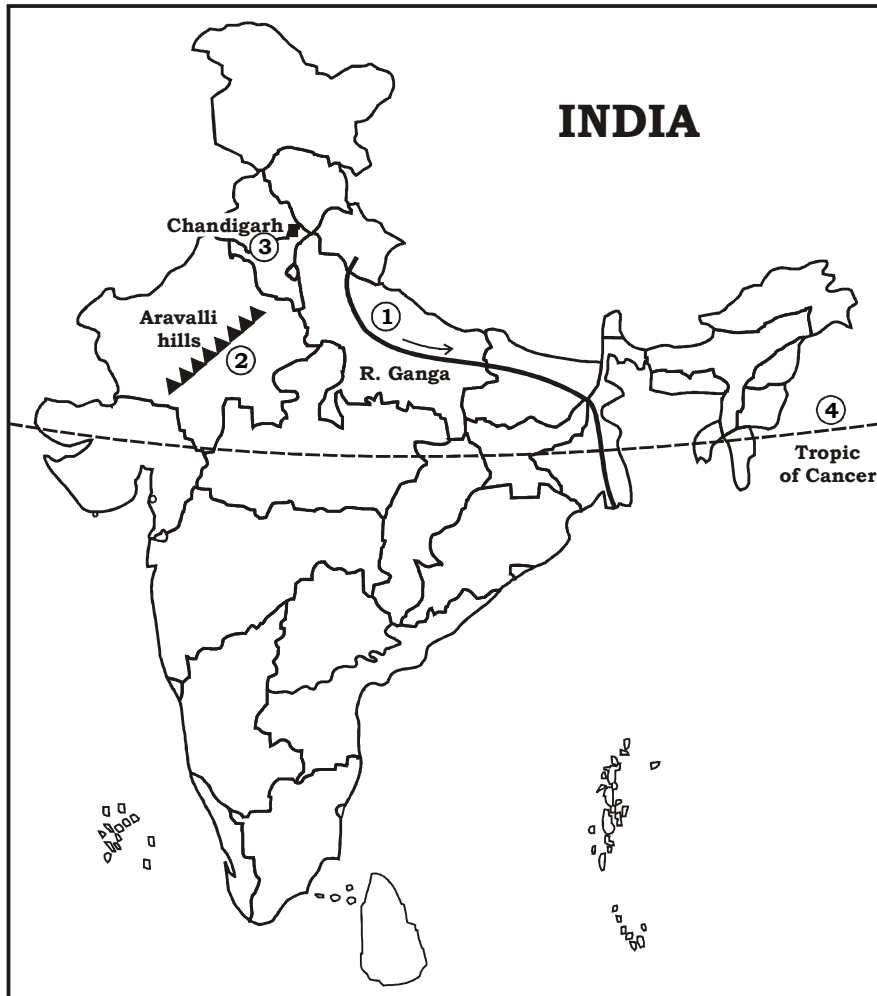 INDIA
Chandigarh
3
Aravalli
hills
2
1
R. Ganga
4
Tropic
of Cancer